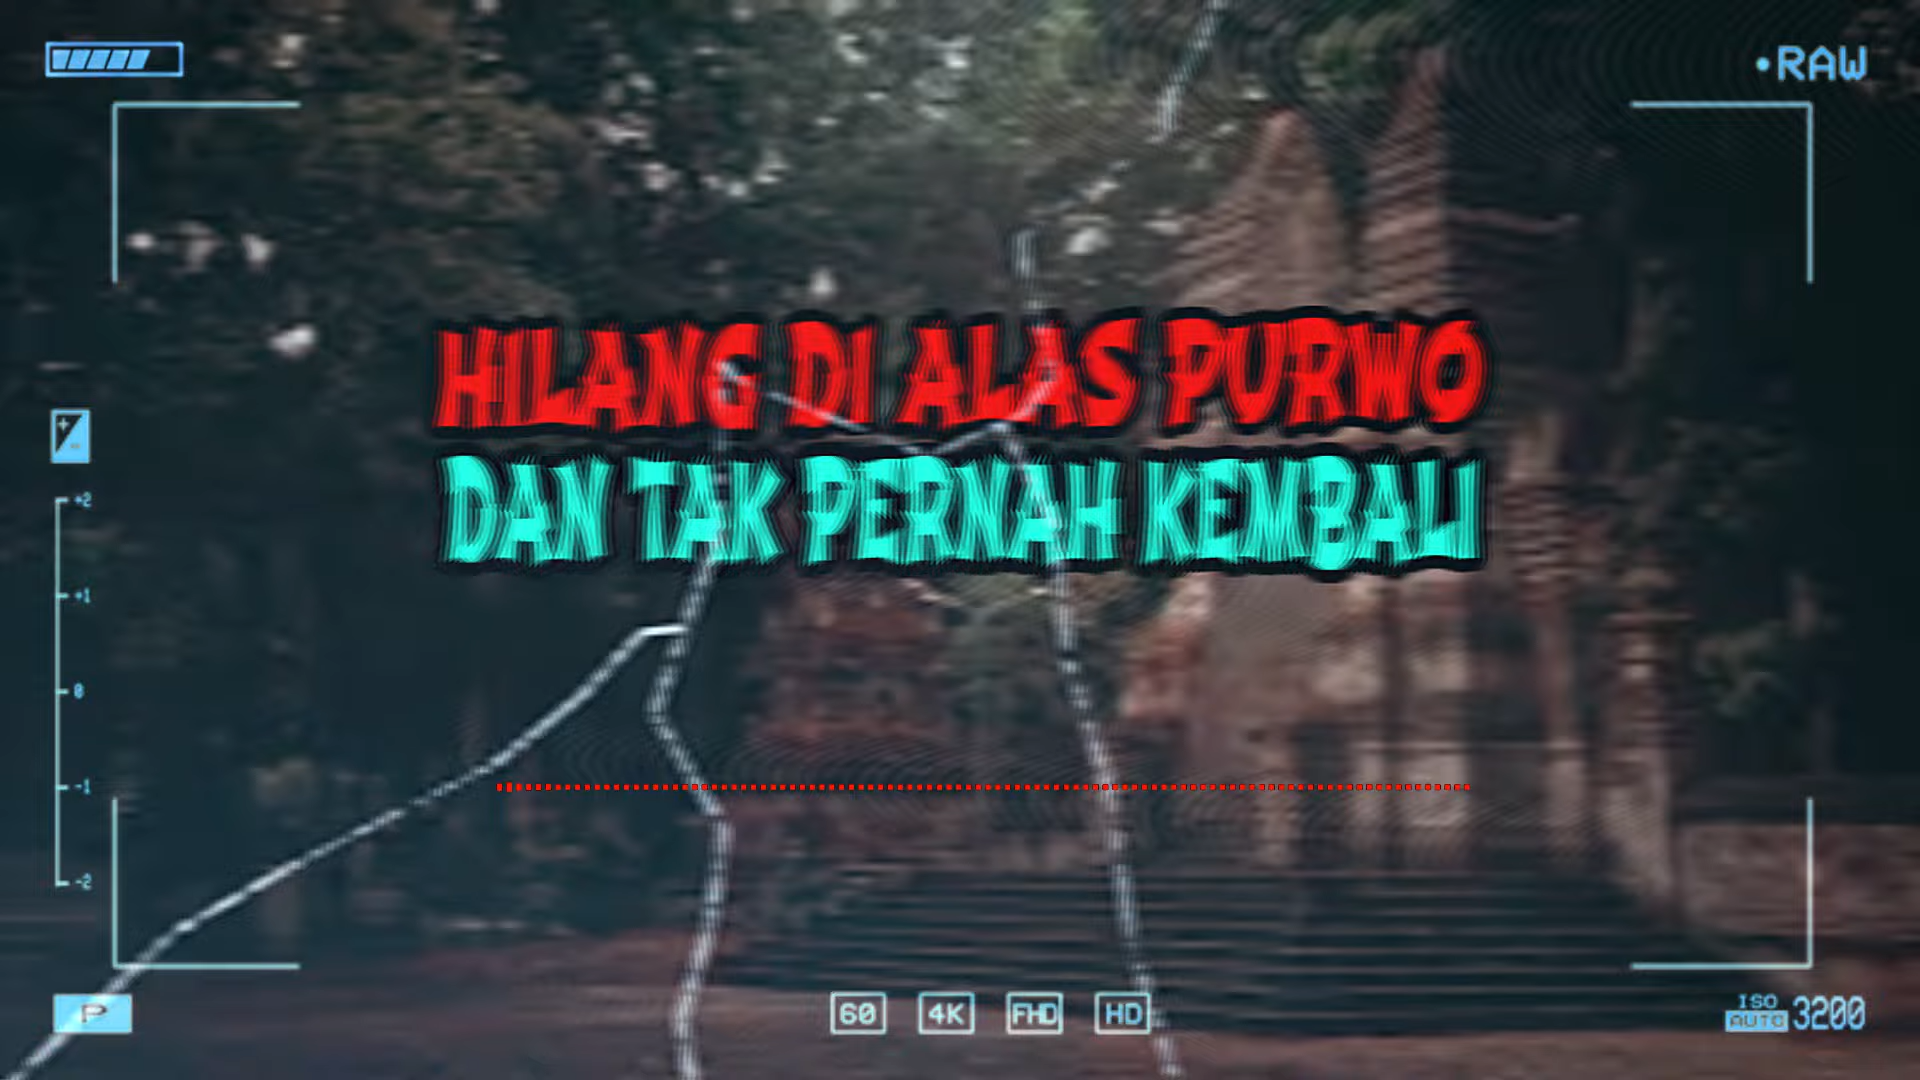 •RAW
HILANG DI ALAS PURWO
DAN TAK PERNAH KEMBALI
+2
+1
0
-1
-2
P
60 4K FHD HD
ISO AUTO 3200